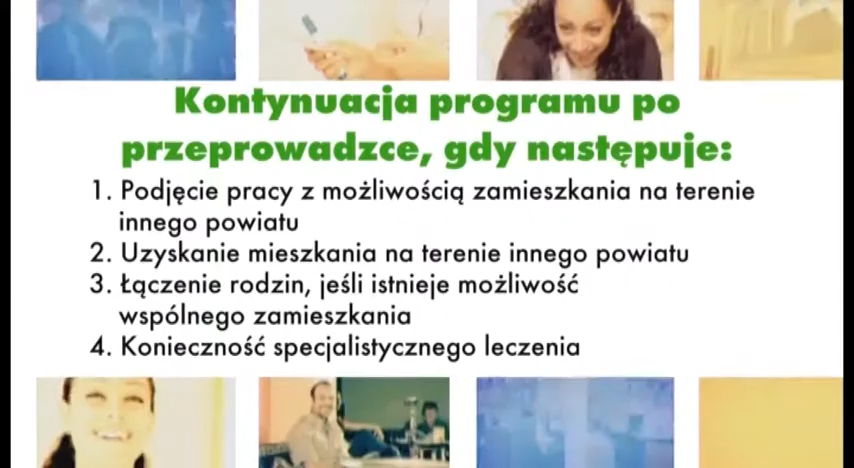 Kontynuacja programu po
przeprowadzce, gdy następuje:
1. Podjęcie pracy z możliwością zamieszkania na terenie
innego powiatu
2. Uzyskanie mieszkania na terenie innego powiatu
3. Łączenie rodzin, jeśli istnieje możliwość
wspólnego zamieszkania
4. Konieczność specjalistycznego leczenia